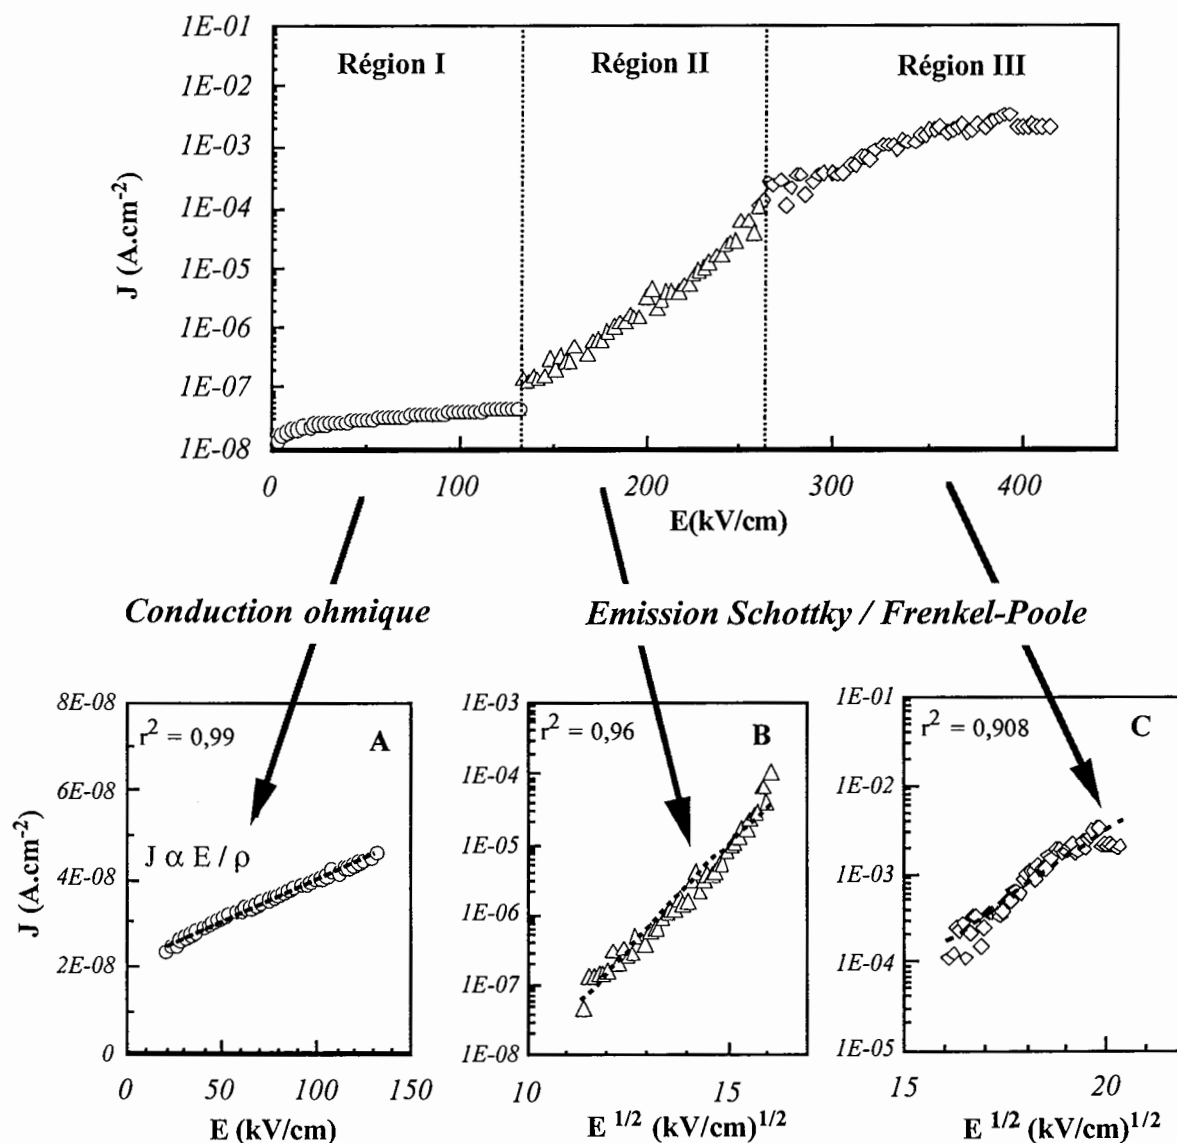 1E-01
Région I
Région II
Région III
1E-02
1E-03
1E-04
1E-05
1E-06
1E-07
1E-08
J (A.cm-2)
0
100
200
300
400
E(kV/cm)
Conduction ohmique
Emission Schottky / Frenkel-Poole
8E-08
6E-08
4E-08
2E-08
0
J (A.cm-2)
r2 = 0,99
A
J α E / ρ
0
50
100
150
E (kV/cm)
1E-03
1E-04
1E-05
1E-06
1E-07
1E-08
r2 = 0,96
B
10
15
E 1/2 (kV/cm)1/2
1E-01
1E-02
1E-03
1E-04
1E-05
r2 = 0,908
C
15
20
E 1/2 (kV/cm)1/2